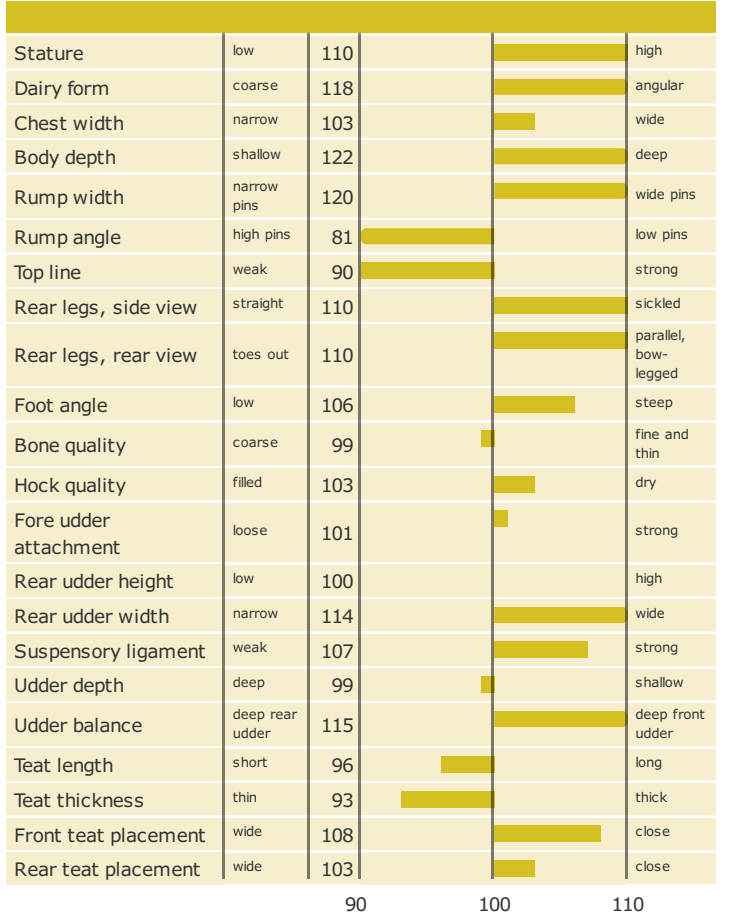 Stature low 110 high
Dairy form coarse 118 angular
Chest width narrow 103 wide
Body depth shallow 122 deep
Rump width narrow pins 120 wide pins
Rump angle high pins 81 low pins
Top line weak 90 strong
Rear legs, side view straight 110 sickled
Rear legs, rear view toes out 110 parallel, bow-legged
Foot angle low 106 steep
Bone quality coarse 99 fine and thin
Hock quality filled 103 dry
Fore udder attachment loose 101 strong
Rear udder height low 100 high
Rear udder width narrow 114 wide
Suspensory ligament weak 107 strong
Udder depth deep 99 shallow
Udder balance deep rear udder 115 deep front udder
Teat length short 96 long
Teat thickness thin 93 thick
Front teat placement wide 108 close
Rear teat placement wide 103 close
90 100 110